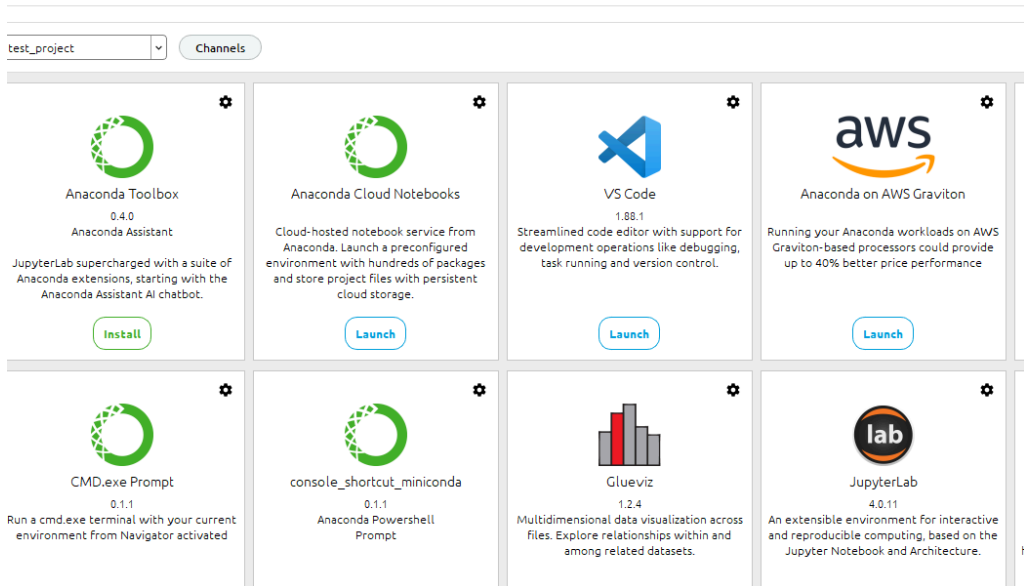 test_project
Channels
Anaconda Toolbox
0.4.0
Anaconda Assistant
JupyterLab supercharged with a suite of
Anaconda extensions, starting with the
Anaconda Assistant AI chatbot.
Install
Anaconda Cloud Notebooks
Cloud-hosted notebook service from
Anaconda. Launch a preconfigured
environment with hundreds of packages
and store project files with persistent
cloud storage.
Launch
VS Code
1.88.1
Streamlined code editor with support for
development operations like debugging,
task running and version control.
Launch
aws
Anaconda on AWS Graviton
Running your Anaconda workloads on AWS
Graviton-based processors could provide
up to 40% better price performance
Launch
CMD.exe Prompt
0.1.1
Run a cmd.exe terminal with your current
environment from Navigator activated
console_shortcut_miniconda
0.1.1
Anaconda Powershell
Prompt
Glueviz
1.2.4
Multidimensional data visualization across
files. Explore relationships within and
among related datasets.
lab
JupyterLab
4.0.11
An extensible environment for interactive
and reproducible computing, based on the
Jupyter Notebook and Architecture.